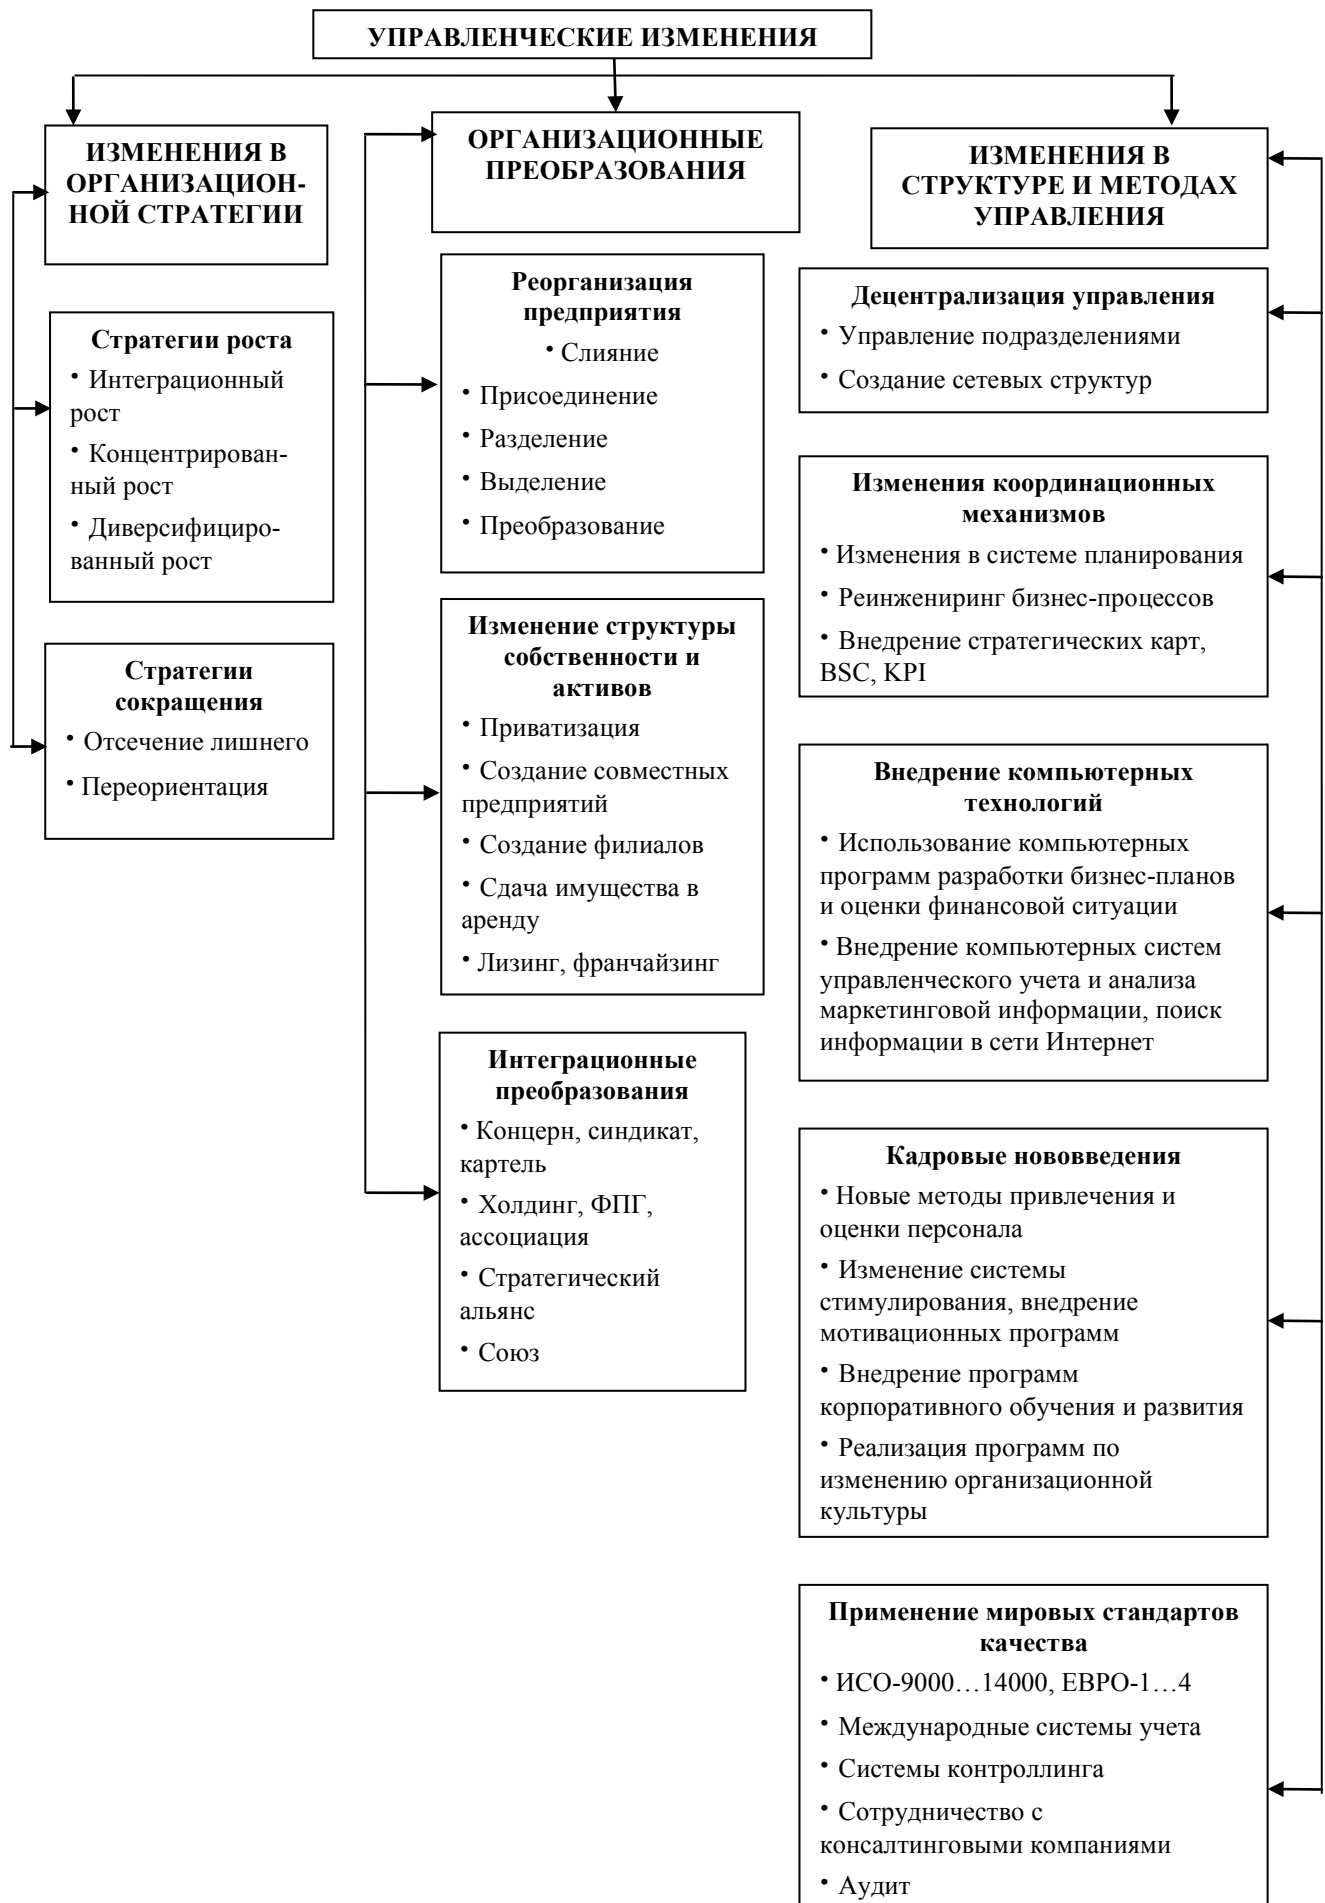 УПРАВЛЕНЧЕСКИЕ ИЗМЕНЕНИЯ
ИЗМЕНЕНИЯ В
ОРГАНИЗАЦИОН-
НОЙ СТРАТЕГИИ
Стратегии роста
• Интеграционный
рост
• Концентрирован-
ный рост
• Диверсифициро-
ванный рост
Стратегии
сокращения
• Отсечение лишнего
• Переориентация
ОРГАНИЗАЦИОННЫЕ
ПРЕОБРАЗОВАНИЯ
Реорганизация
предприятия
• Слияние
• Присоединение
• Разделение
• Выделение
• Преобразование
Изменение структуры
собственности и
активов
• Приватизация
• Создание совместных
предприятий
• Создание филиалов
• Сдача имущества в
аренду
• Лизинг, франчайзинг
Интеграционные
преобразования
• Концерн, синдикат,
картель
• Холдинг, ФПГ,
ассоциация
• Стратегический
альянс
• Союз
ИЗМЕНЕНИЯ В
СТРУКТУРЕ И МЕТОДАХ
УПРАВЛЕНИЯ
Децентрализация управления
• Управление подразделениями
• Создание сетевых структур
Изменения координационных
механизмов
• Изменения в системе планирования
• Реинжениринг бизнес-процессов
• Внедрение стратегических карт,
BSC, KPI
Внедрение компьютерных
технологий
• Использование компьютерных
программ разработки бизнес-планов
и оценки финансовой ситуации
• Внедрение компьютерных систем
управленческого учета и анализа
маркетинговой информации, поиск
информации в сети Интернет
Кадровые нововведения
• Новые методы привлечения и
оценки персонала
• Изменение системы
стимулирования, внедрение
мотивационных программ
• Внедрение программ
корпоративного обучения и развития
• Реализация программ по
изменению организационной
культуры
Применение мировых стандартов
качества
• ИСО-9000…14000, ЕВРО-1…4
• Международные системы учета
• Системы контроллинга
• Сотрудничество с
консалтинговыми компаниями
• Аудит